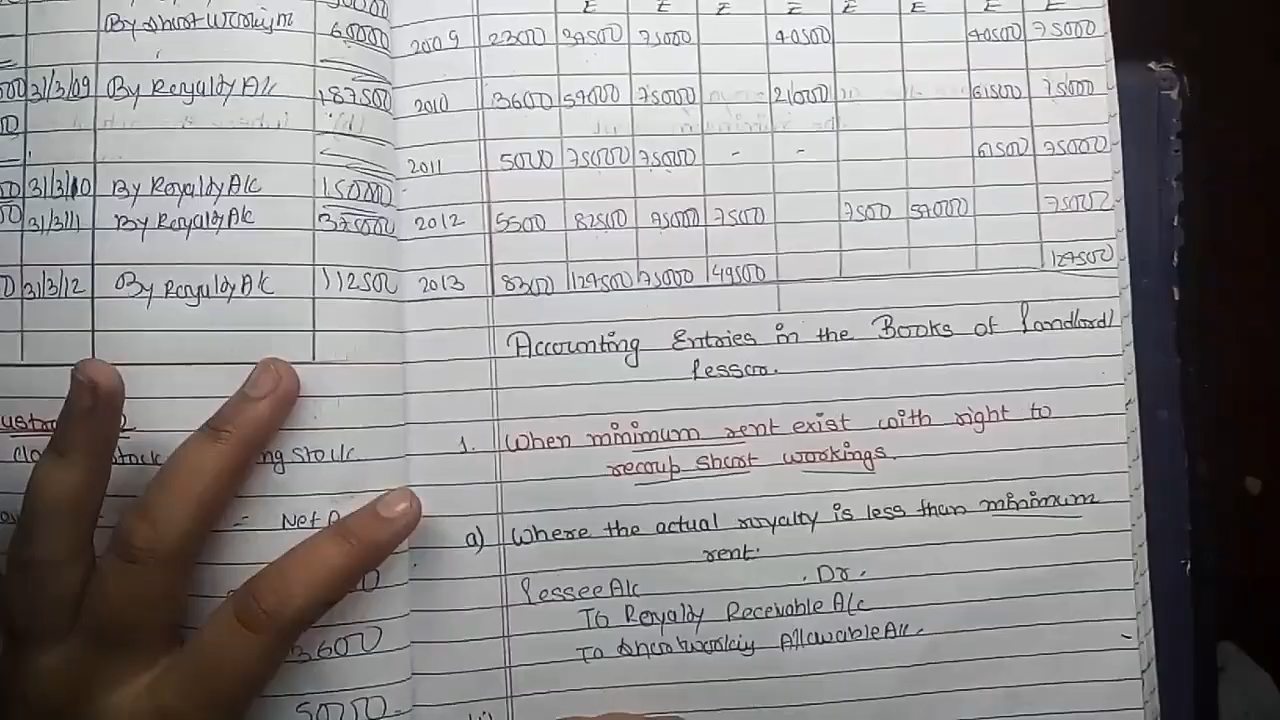 By Short Workings 60000
31/3/09 By Royalty A/c 187500
31/3/10 By Royalty A/c 150000
31/3/11 By Royalty A/c
31/3/12 By Royalty A/c 112500
closing stock
= Net
3600
5000
£ £ £ £ £ £ £ £
2009 2300 34500 75000 40500 40500 75000
2010 3600 54000 75000 21000 61500 75000
2011 5000 75000 75000 - - 61500 75000
2012 5500 82500 75000 7500 7500 54000 75000
2013 8300 124500 75000 49500 124500
Accounting Entries in the Books of Landlord/
lessor.
1. When minimum rent exist with right to
recoup short workings.
a) Where the actual royalty is less than minimum
rent.
lessee A/c Dr.
To Royalty Receivable A/c
To Shortworking Allowable A/c.